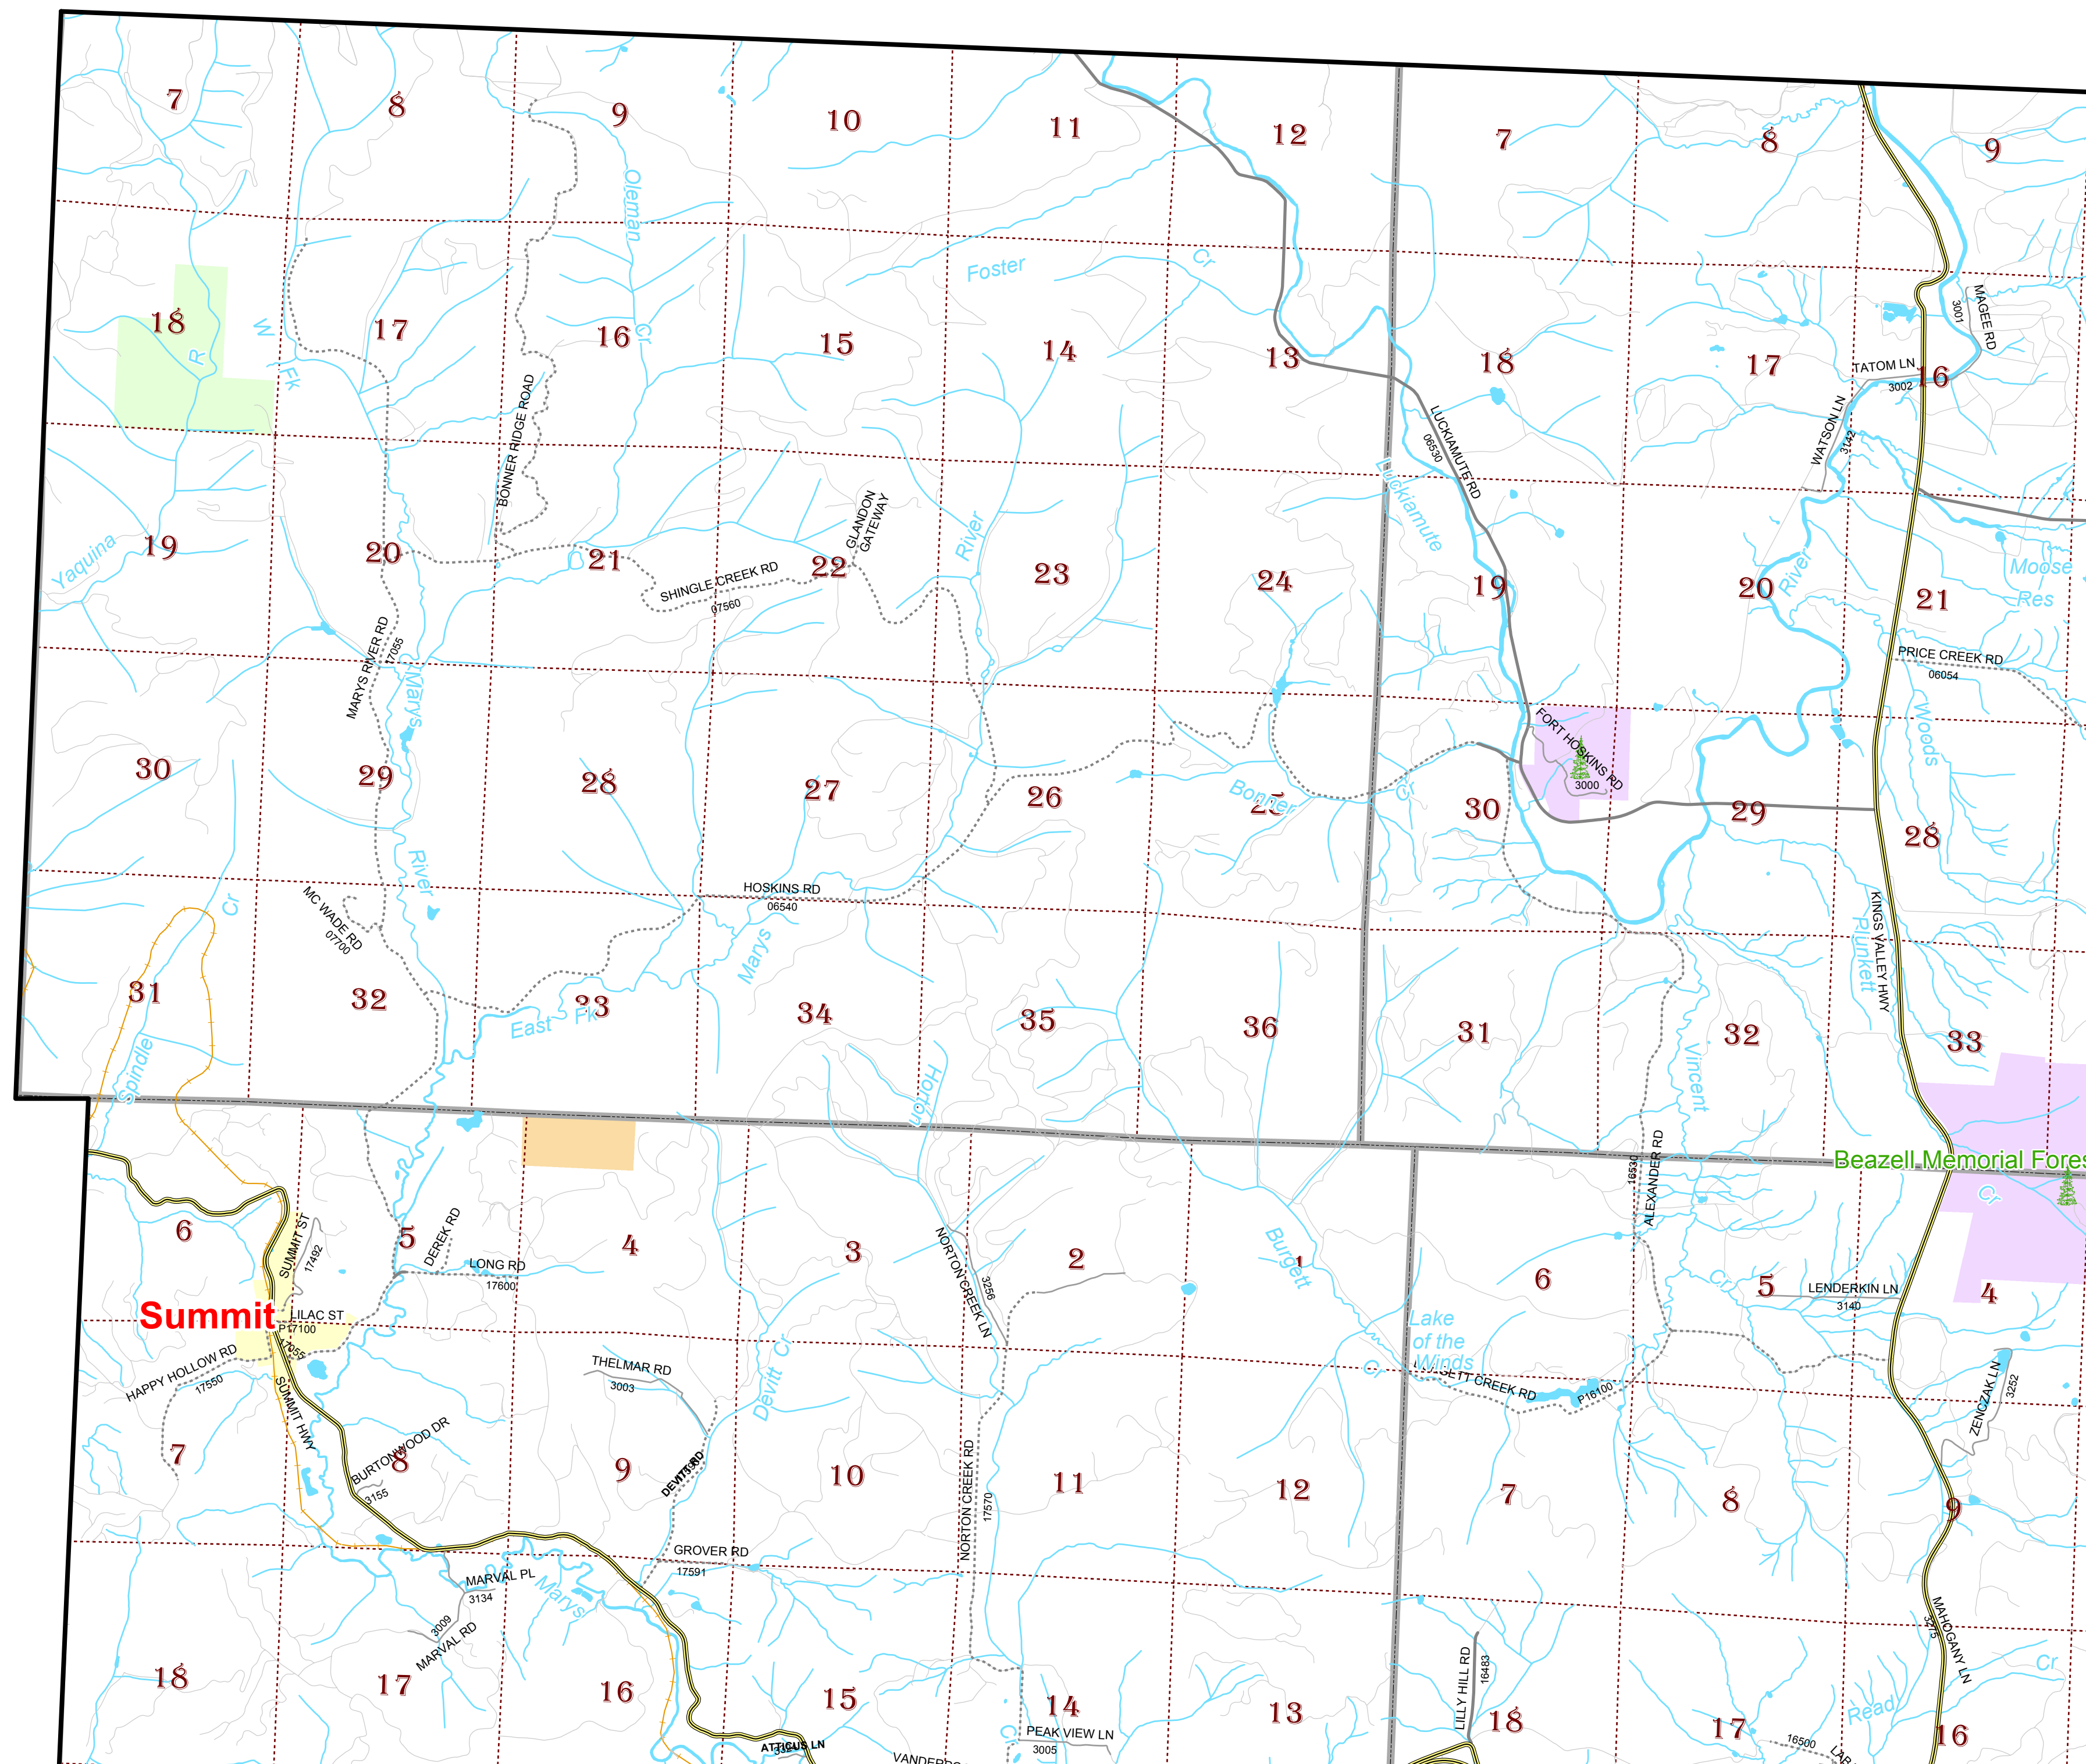 7
8
9
10
11
12
7
8
9
Oleman
Cr
Foster
Cr
18
R
W Fk
17
16
15
14
13
18
17
16
MAGEE RD
3001
TATOM LN
3002
WATSON LN
3142
BONNER RIDGE ROAD
LUCKIAMUTE RD
06530
Luckiamute
GLANDON
GATEWAY
River
Yaquina
19
20
21
22
23
24
19
20
River
21
Moose
Res
SHINGLE CREEK RD
07560
MARYS RIVER RD
17055
Marys
River
PRICE CREEK RD
06054
Woods
FORT HOSKINS RD
3000
30
29
28
27
26
25
Bonner
Cr
30
29
28
HOSKINS RD
06540
MC WADE RD
07700
Cr
Marys
KINGS VALLEY HWY
Plunkett
31
32
33
East Fk
34
35
36
31
32
33
Spindle
Horton
Vincent
Beazell Memorial Fores
Cr
ALEXANDER RD
16530
6
5
4
3
2
1
6
5
4
SUMMIT ST
17492
DEREK RD
LONG RD
17600
NORTON CREEK LN
3256
Burgett
Cr
Cr
LENDERKIN LN
3140
Summit
LILAC ST
P17100
17055
HAPPY HOLLOW RD
17550
SUMMIT HWY
THELMAR RD
3003
Devitt Cr
Lake
of the
Winds
P16100
ZENCZAK LN
3252
7
8
9
10
11
12
7
8
9
BURTONWOOD DR
3155
DEVITT RD
NORTON CREEK RD
17570
GROVER RD
17591
MARVAL PL
3134
3009
MARVAL RD
Marys
MAHOGANY LN
3275
LILLY HILL RD
16483
18
17
16
15
14
13
18
17
16
Read
Cr
Cr
PEAK VIEW LN
3005
ATTICUS LN
16500